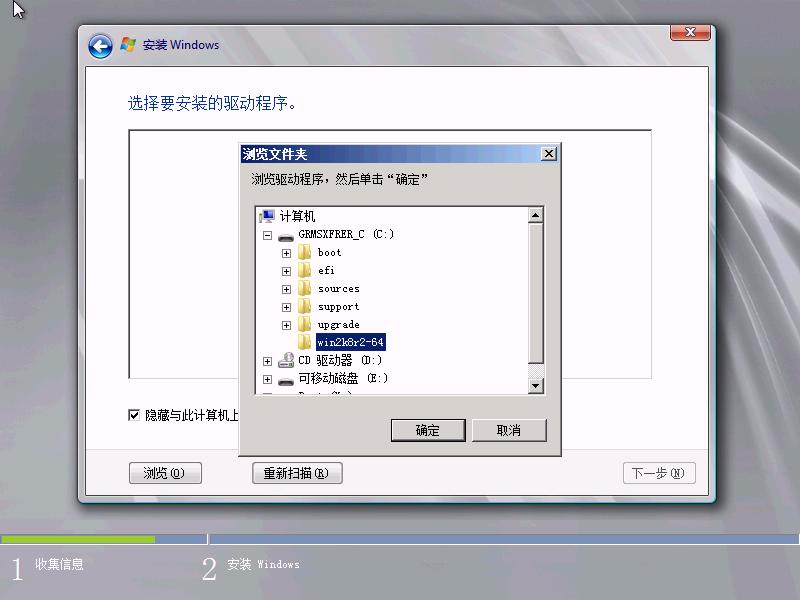 安装 Windows
选择要安装的驱动程序。
浏览文件夹
浏览驱动程序，然后单击“确定”
计算机
GRMSXFRER_C (C:)
boot
efi
sources
support
upgrade
win2k8r2-64
CD 驱动器 (D:)
可移动磁盘 (E:)
确定
取消
隐藏与此计算机上
浏览(O)
重新扫描(R)
下一步(N)
1 收集信息
2 安装 Windows